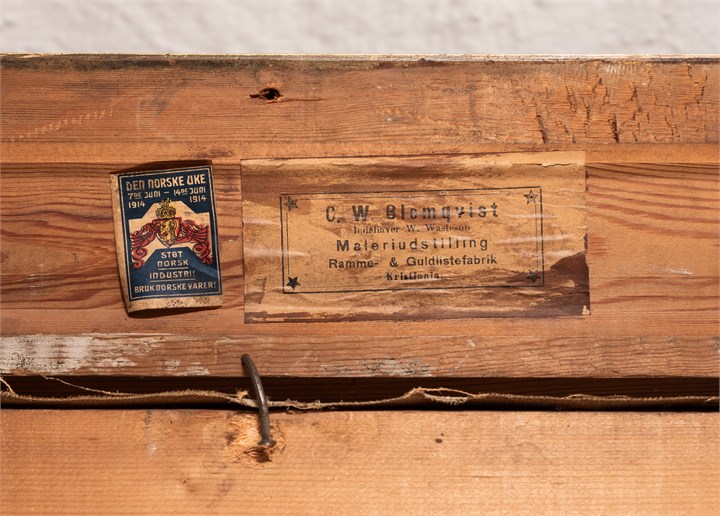 DEN NORSKE UKE
7DE JUNI – 14DE JUNI
1914 1914
STØT
NORSK
INDUSTRI!
BRUK NORSKE VARER!
C. W. Blomqvist
Indehaver W. Wasteson
Maleriudstilling
Ramme- & Guldlistefabrik
Kristiania.